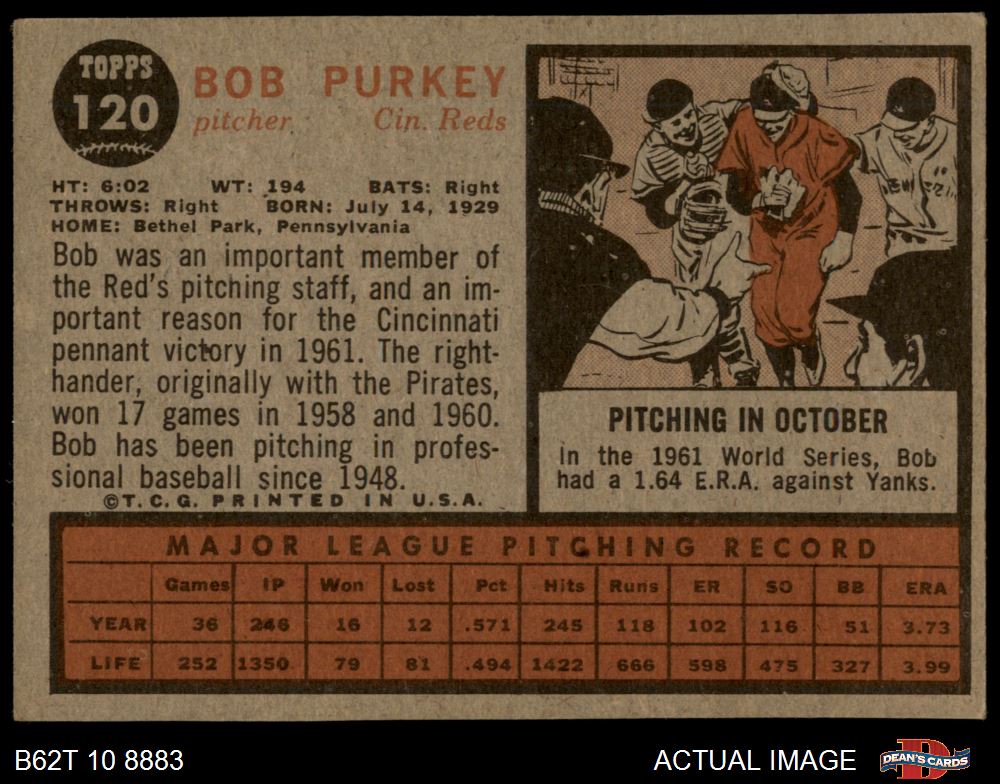 TOPPS
120
BOB PURKEY
pitcher Cin. Reds
HT: 6:02 WT: 194 BATS: Right
THROWS: Right BORN: July 14, 1929
HOME: Bethel Park, Pennsylvania
Bob was an important member of
the Red's pitching staff, and an im-
portant reason for the Cincinnati
pennant victory in 1961. The right-
hander, originally with the Pirates,
won 17 games in 1958 and 1960.
Bob has been pitching in profes-
sional baseball since 1948.
©T.C.G. PRINTED IN U.S.A.
PITCHING IN OCTOBER
In the 1961 World Series, Bob
had a 1.64 E.R.A. against Yanks.
MAJOR LEAGUE PITCHING RECORD
Games IP Won Lost Pct Hits Runs ER SO BB ERA
YEAR 36 246 16 12 .571 245 118 102 116 51 3.73
LIFE 252 1350 79 81 .494 1422 666 598 475 327 3.99
B62T 10 8883
ACTUAL IMAGE
D
DEAN'S CARDS